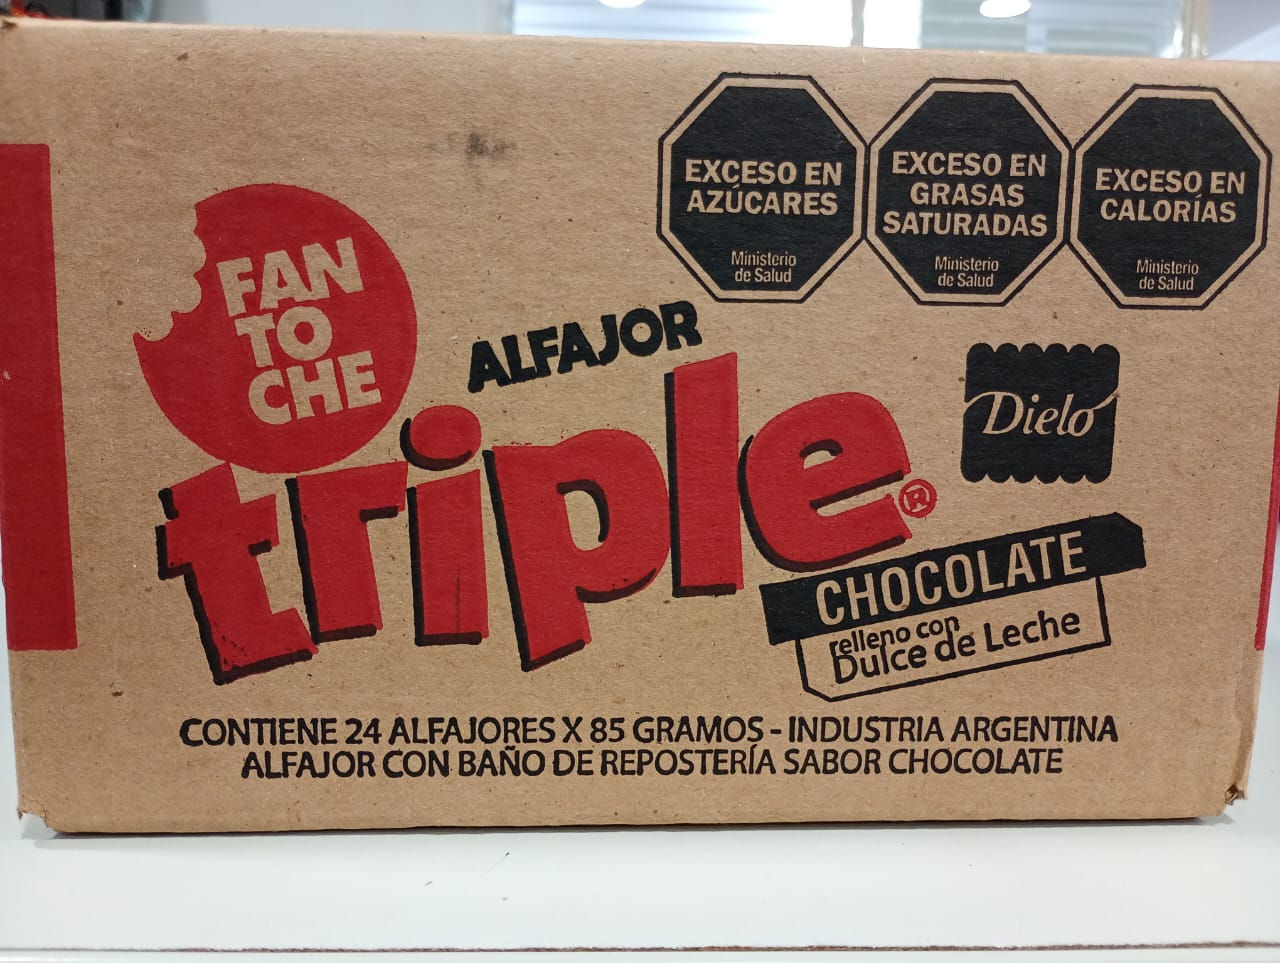 EXCESO EN
AZÚCARES
Ministerio
de Salud
EXCESO EN
GRASAS
SATURADAS
Ministerio
de Salud
EXCESO EN
CALORÍAS
Ministerio
de Salud
FAN
TO
CHE
ALFAJOR
triple®
Dielo
CHOCOLATE
relleno con
Dulce de Leche
CONTIENE 24 ALFAJORES X 85 GRAMOS - INDUSTRIA ARGENTINA
ALFAJOR CON BAÑO DE REPOSTERÍA SABOR CHOCOLATE